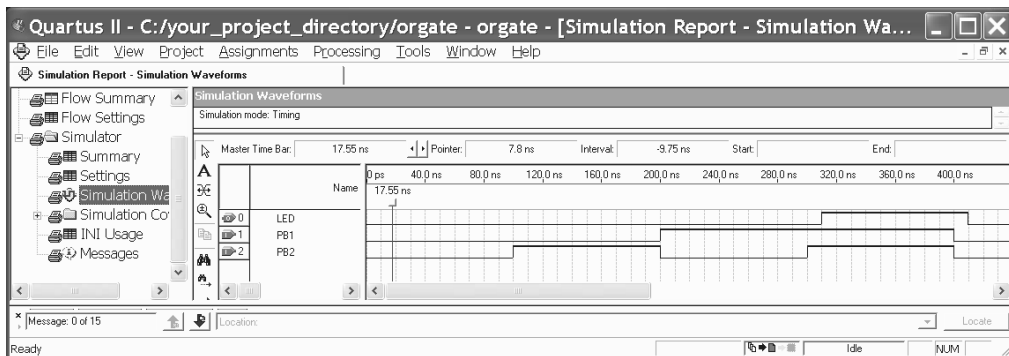 Quartus II - C:/your_project_directory/orgate - orgate - [Simulation Report - Simulation Wa...
File Edit View Project Assignments Processing Tools Window Help
Simulation Report - Simulation Waveforms
Flow Summary
Flow Settings
Simulator
Summary
Settings
Simulation Wa
Simulation Co
INI Usage
Messages
Simulation Waveforms
Simulation mode: Timing
Master Time Bar: 17.55 ns Pointer: 7.8 ns Interval: -9.75 ns Start: End:
A
Name
0 ps 40.0 ns 80.0 ns 120.0 ns 160.0 ns 200.0 ns 240.0 ns 280.0 ns 320.0 ns 360.0 ns 400.0 ns
17.55 ns
0 LED
1 PB1
2 PB2
Message: 0 of 15 Location: Locate
Ready Idle NUM